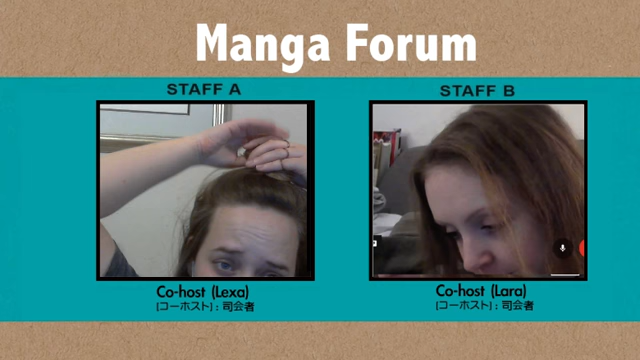 Manga Forum
STAFF A
STAFF B
Co-host (Lexa)
[コーホスト] : 司会者
Co-host (Lara)
[コーホスト] : 司会者